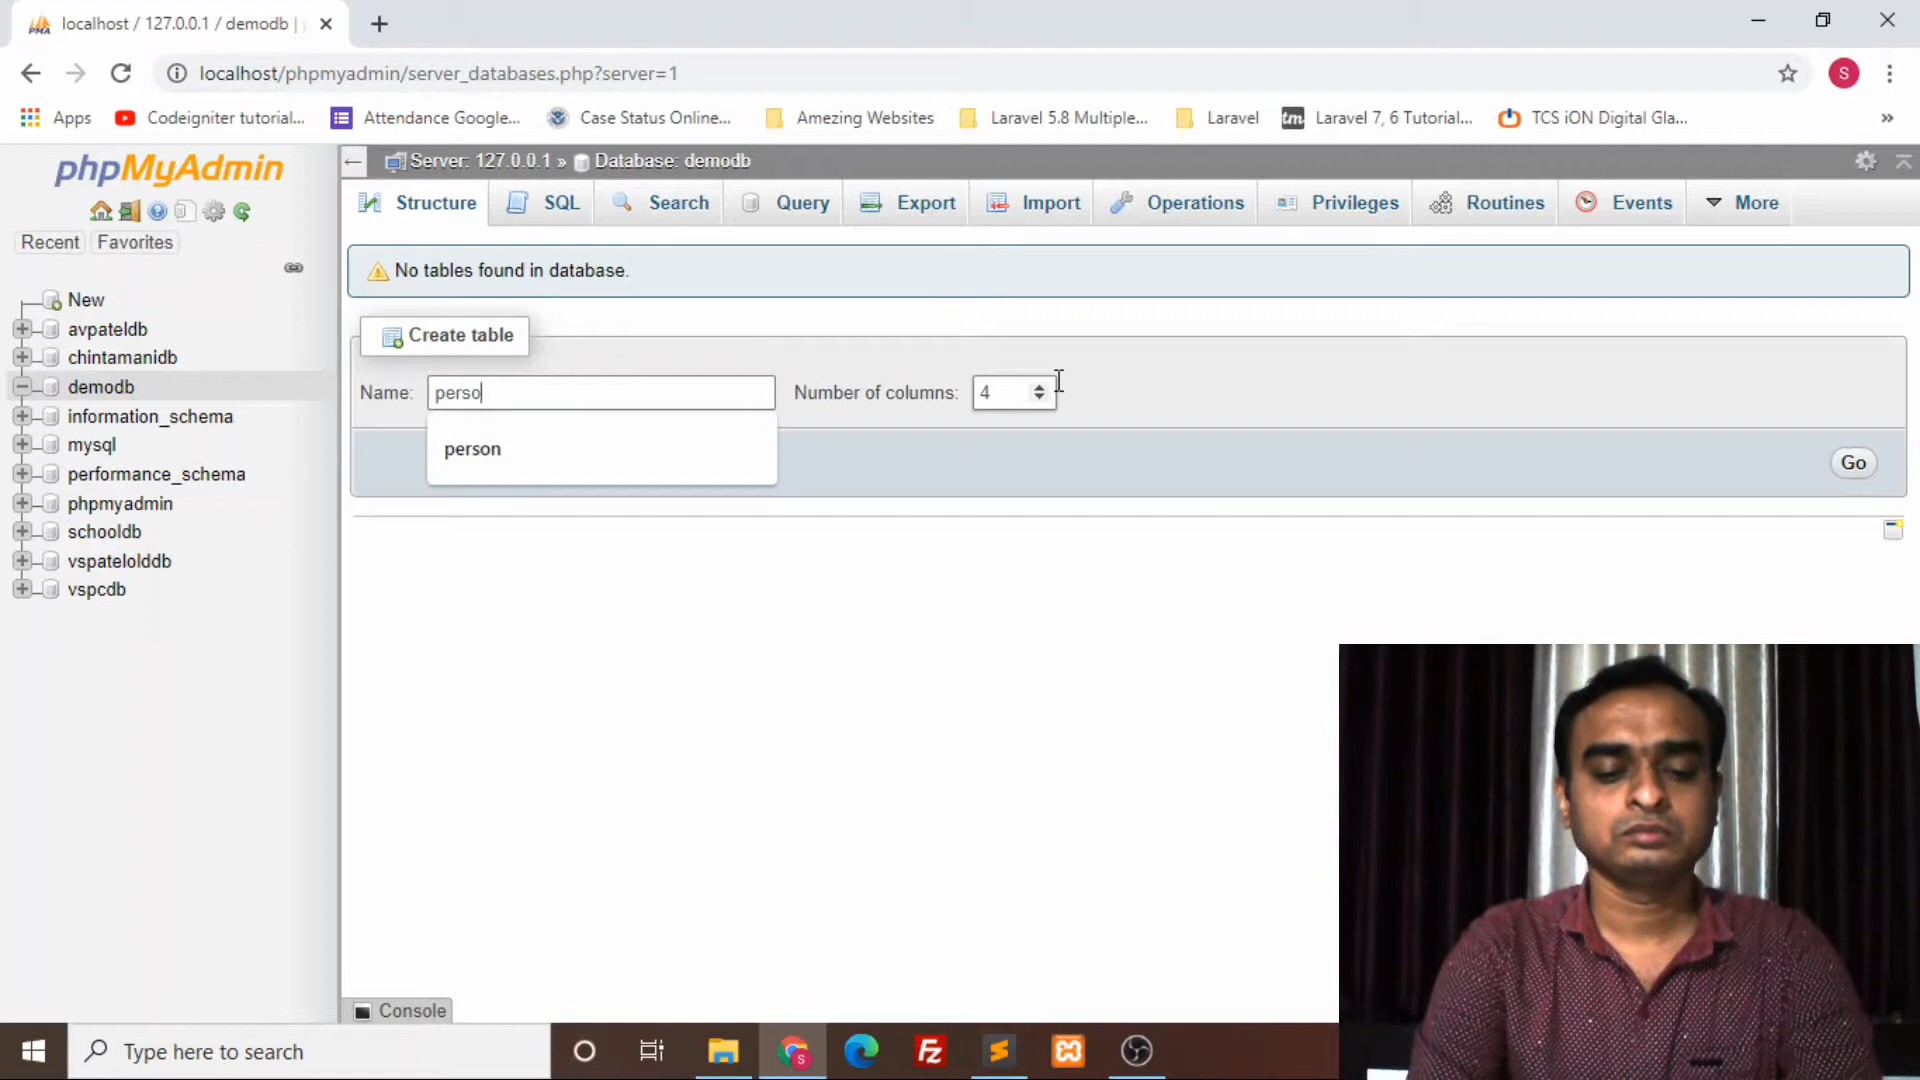 localhost / 127.0.0.1 / demodb |
localhost/phpmyadmin/server_databases.php?server=1
S
Apps
Codeigniter tutorial...
Attendance Google...
Case Status Online...
Amezing Websites
Laravel 5.8 Multiple...
Laravel
tm
Laravel 7, 6 Tutorial...
TCS iON Digital Gla...
»
phpMyAdmin
Recent
Favorites
New
avpateldb
chintamanidb
demodb
information_schema
mysql
performance_schema
phpmyadmin
schooldb
vspatelolddb
vspcdb
Server: 127.0.0.1 » Database: demodb
Structure
SQL
Search
Query
Export
Import
Operations
Privileges
Routines
Events
More
No tables found in database.
Create table
Name: perso
Number of columns: 4
person
Go
Console
Type here to search